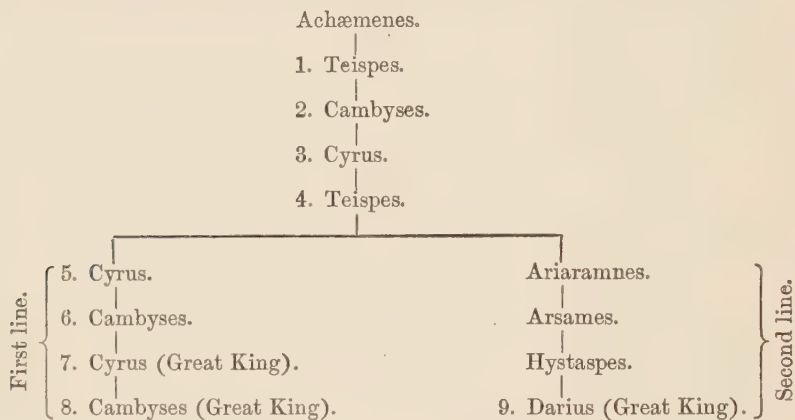 Achæmenes.
1. Teispes.
2. Cambyses.
3. Cyrus.
4. Teispes.
First line.
5. Cyrus.
6. Cambyses.
7. Cyrus (Great King).
8. Cambyses (Great King).
Ariaramnes.
Arsames.
Hystaspes.
9. Darius (Great King).
Second line.